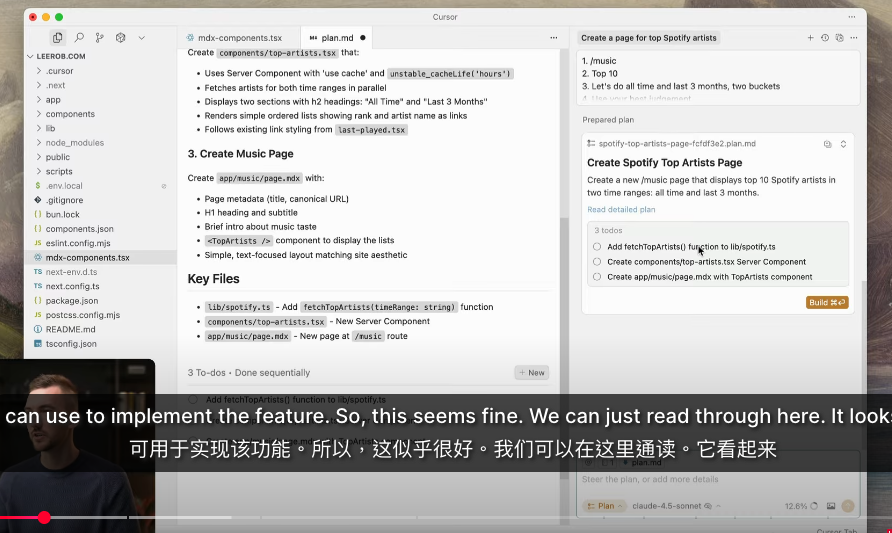 Cursor
LEEROB.COM
.cursor
.next
app
components
lib
node_modules
public
scripts
.env.local
.gitignore
bun.lock
components.json
eslint.config.mjs
mdx-components.tsx
next-env.d.ts
next.config.ts
package.json
postcss.config.mjs
README.md
tsconfig.json
mdx-components.tsx
plan.md
Create components/top-artists.tsx that:
Uses Server Component with 'use cache' and unstable_cacheLife('hours')
Fetches artists for both time ranges in parallel
Displays two sections with h2 headings: "All Time" and "Last 3 Months"
Renders simple ordered lists showing rank and artist name as links
Follows existing link styling from last-played.tsx
3. Create Music Page
Create app/music/page.mdx with:
Page metadata (title, canonical URL)
H1 heading and subtitle
Brief intro about music taste
<TopArtists /> component to display the lists
Simple, text-focused layout matching site aesthetic
Key Files
lib/spotify.ts - Add fetchTopArtists(timeRange: string) function
components/top-artists.tsx - New Server Component
app/music/page.mdx - New page at /music route
3 To-dos • Done sequentially
+ New
Add fetchTopArtists() function to lib/spotify.ts
Create a page for top Spotify artists
1. /music
2. Top 10
3. Let's do all time and last 3 months, two buckets
4. Use your best judgement
Prepared plan
spotify-top-artists-page-fcfdf3e2.plan.md
Create Spotify Top Artists Page
Create a new /music page that displays top 10 Spotify artists in
two time ranges: all time and last 3 months.
Read detailed plan
3 todos
Add fetchTopArtists() function to lib/spotify.ts
Create components/top-artists.tsx Server Component
Create app/music/page.mdx with TopArtists component
Build ⌘⏎
can use to implement the feature. So, this seems fine. We can just read through here. It looks
可用于实现该功能。所以，这似乎很好。我们可以在这里通读。它看起来
plan.md
Steer the plan, or add more details
Plan
claude-4.5-sonnet
12.6%
Cursor Tab